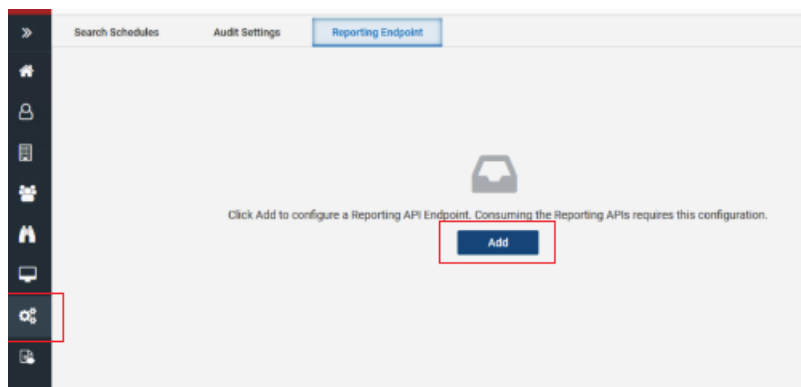 Search Schedules Audit Settings Reporting Endpoint
Click Add to configure a Reporting API Endpoint. Consuming the Reporting APIs requires this configuration.
Add